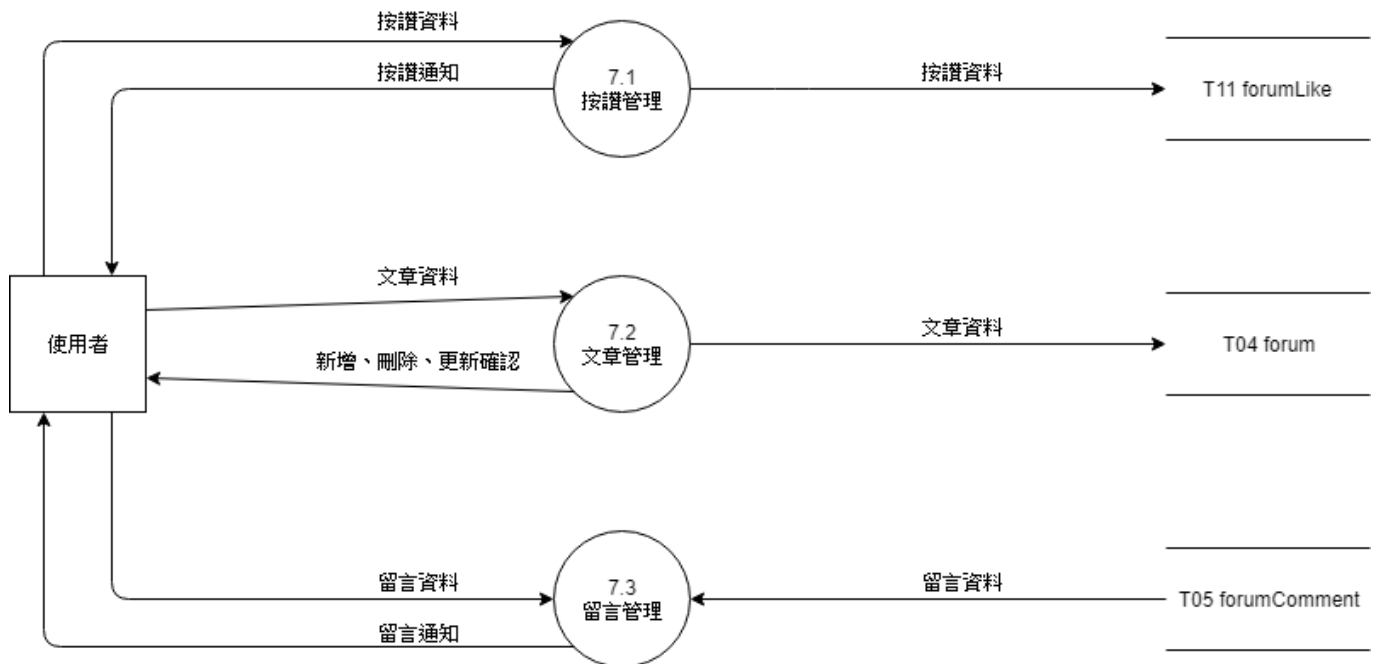 按讚資料
按讚通知
7.1
按讚管理
按讚資料
T11 forumLike
文章資料
使用者
7.2
文章管理
文章資料
T04 forum
新增、刪除、更新確認
留言資料
7.3
留言管理
留言資料
T05 forumComment
留言通知